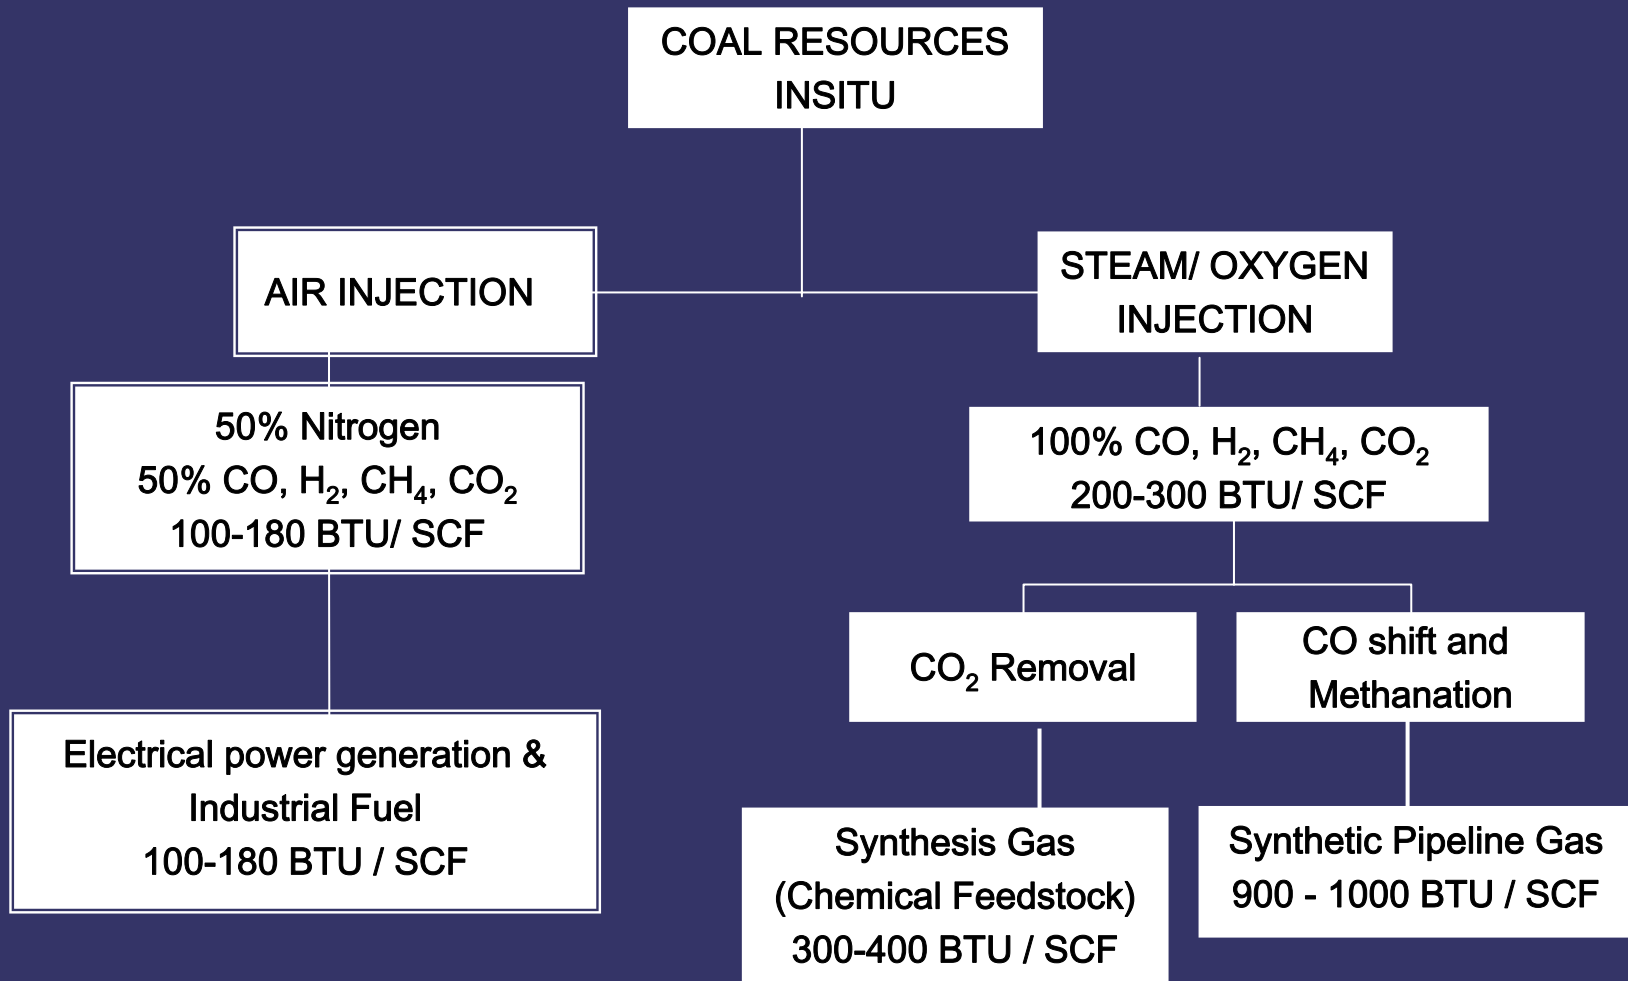 COAL RESOURCES
INSITU
AIR INJECTION
STEAM/ OXYGEN
INJECTION
50% Nitrogen
50% CO, H₂, CH₄, CO₂
100-180 BTU/ SCF
100% CO, H₂, CH₄, CO₂
200-300 BTU/ SCF
CO₂ Removal
CO shift and
Methanation
Electrical power generation &
Industrial Fuel
100-180 BTU / SCF
Synthesis Gas
(Chemical Feedstock)
300-400 BTU / SCF
Synthetic Pipeline Gas
900 - 1000 BTU / SCF